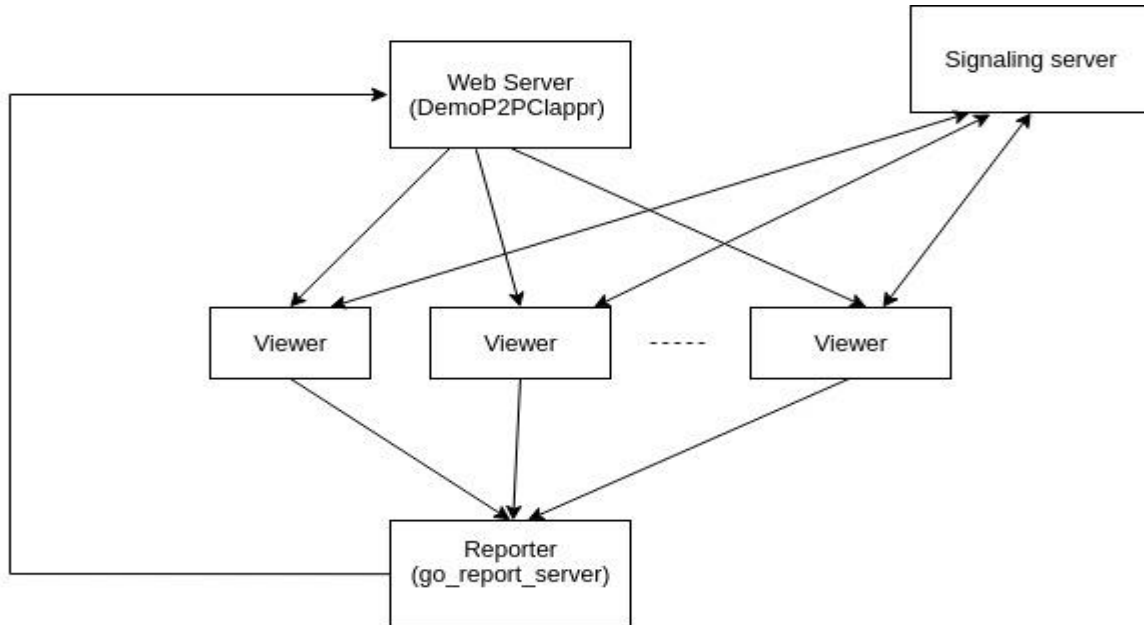 Signaling server
Web Server
(DemoP2PClappr)
Viewer
Viewer
-----
Viewer
Reporter
(go_report_server)